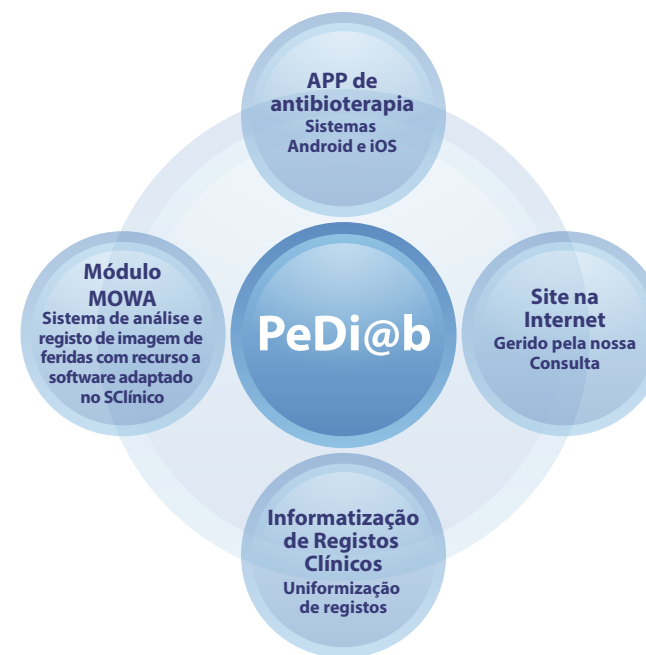 APP de
antibioterapia
Sistemas
Android e iOS
Módulo
MOWA
Sistema de análise e
registo de imagem de
feridas com recurso a
software adaptado
no SClínico
PeDi@b
Site na
Internet
Gerido pela nossa
Consulta
Informatização
de Registos
Clínicos
Uniformização
de registos